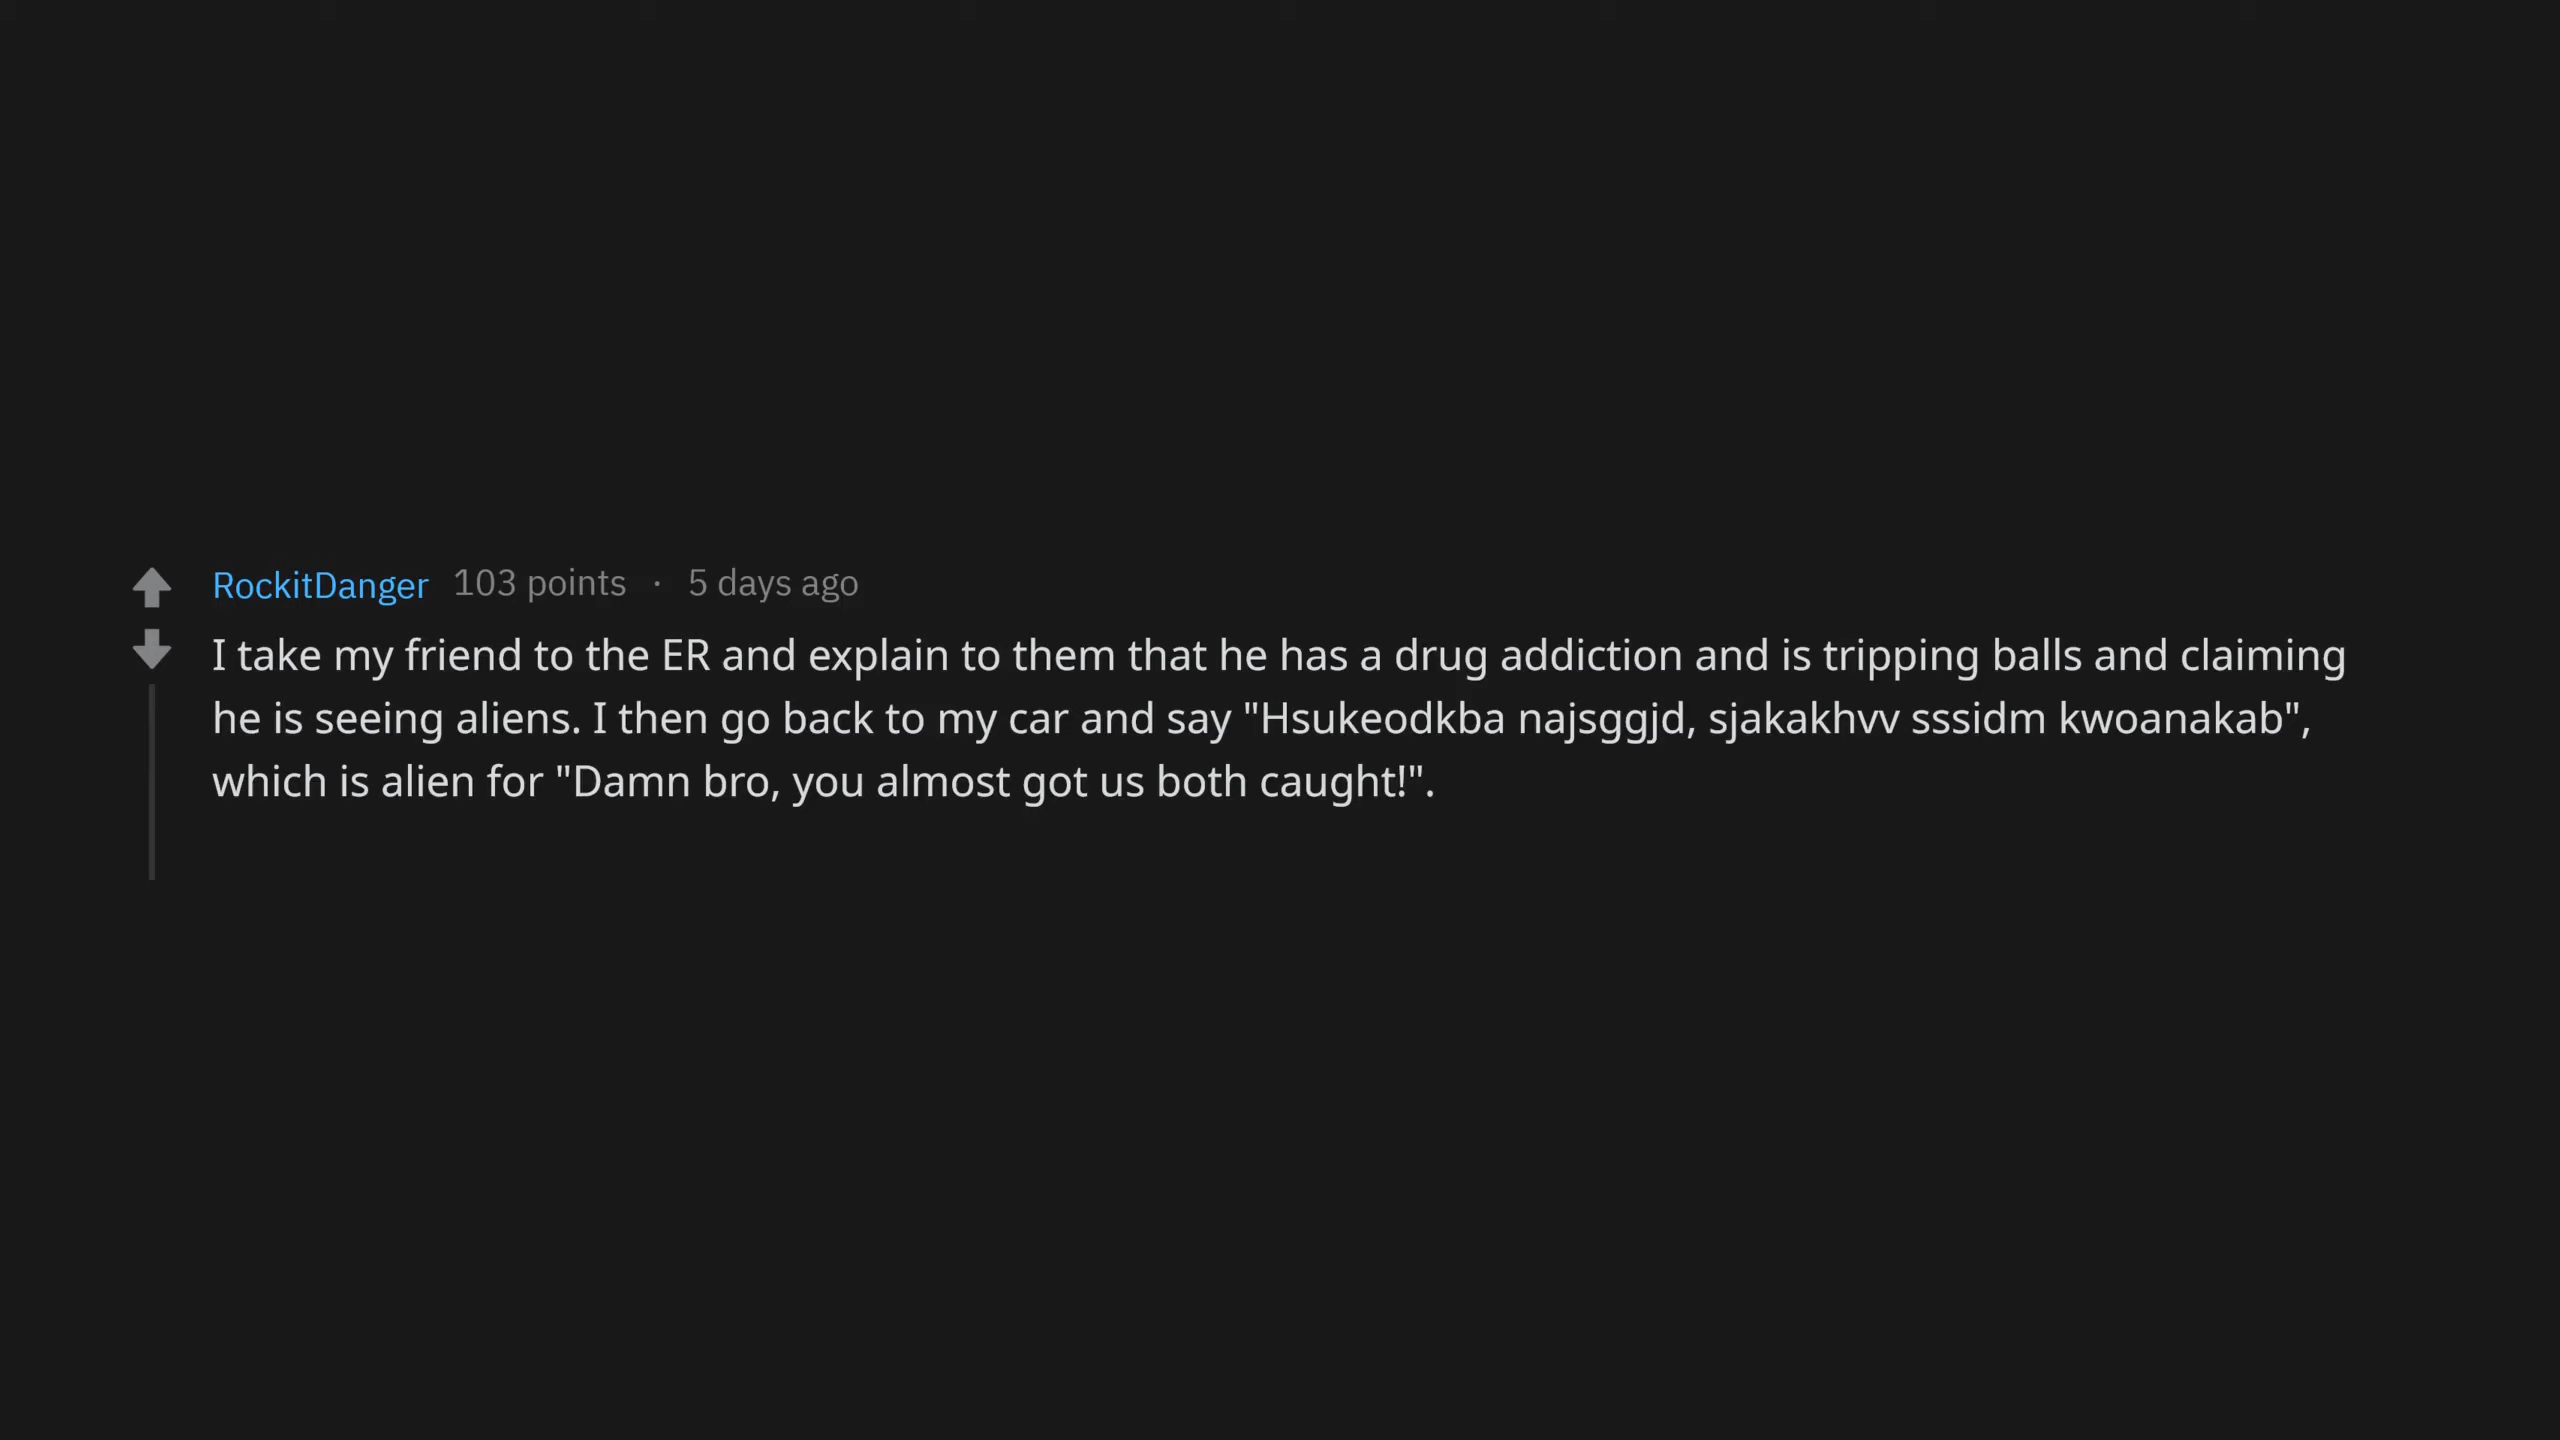 RockitDanger 103 points · 5 days ago
I take my friend to the ER and explain to them that he has a drug addiction and is tripping balls and claiming
he is seeing aliens. I then go back to my car and say "Hsukeodkba najsggjd, sjakakhvv sssidm kwoanakab",
which is alien for "Damn bro, you almost got us both caught!".